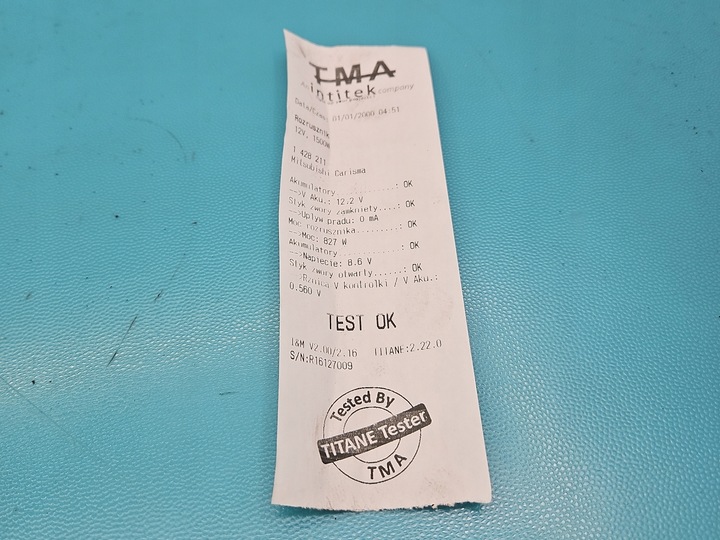 TMA
intitek company
Data/Czas: 01/01/2000 04:51
Rozrusznik
12V, 1500W
1 428 211
Mitsubishi Carisma
Akumulatory..............: OK
-->V Aku.: 12.2 V
Styk zwory zamknięty....: OK
-->Upływ prądu: 0 mA
Moc rozrusznika.........: OK
-->Moc: 827 W
Akumulatory..............: OK
-->Napięcie: 8.6 V
Styk zwory otwarty......: OK
-->Różnica V kontrolki / V Aku.:
0.560 V
TEST OK
I&M V2.00/2.16 TITANE:2.22.0
S/N:R16127009
Tested By
TITANE Tester
TMA